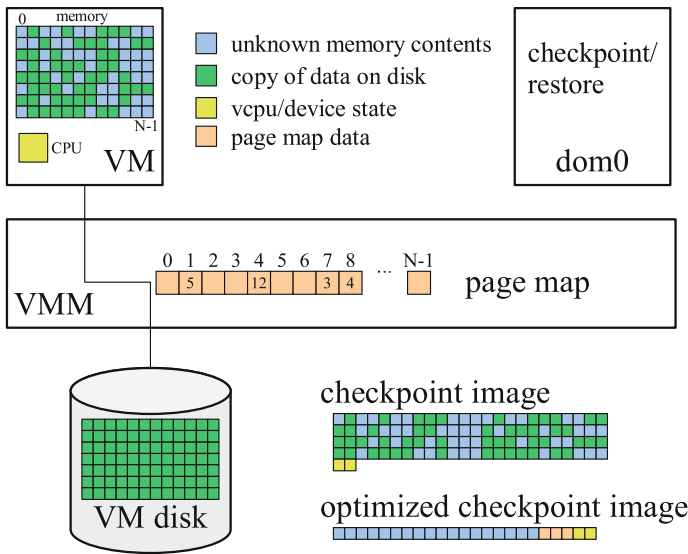 0 memory
N-1
CPU
VM
unknown memory contents
copy of data on disk
vcpu/device state
page map data
checkpoint/
restore
dom0
0 1 2 3 4 5 6 7 8 ... N-1
5 12 3 4
page map
VMM
VM disk
checkpoint image
optimized checkpoint image